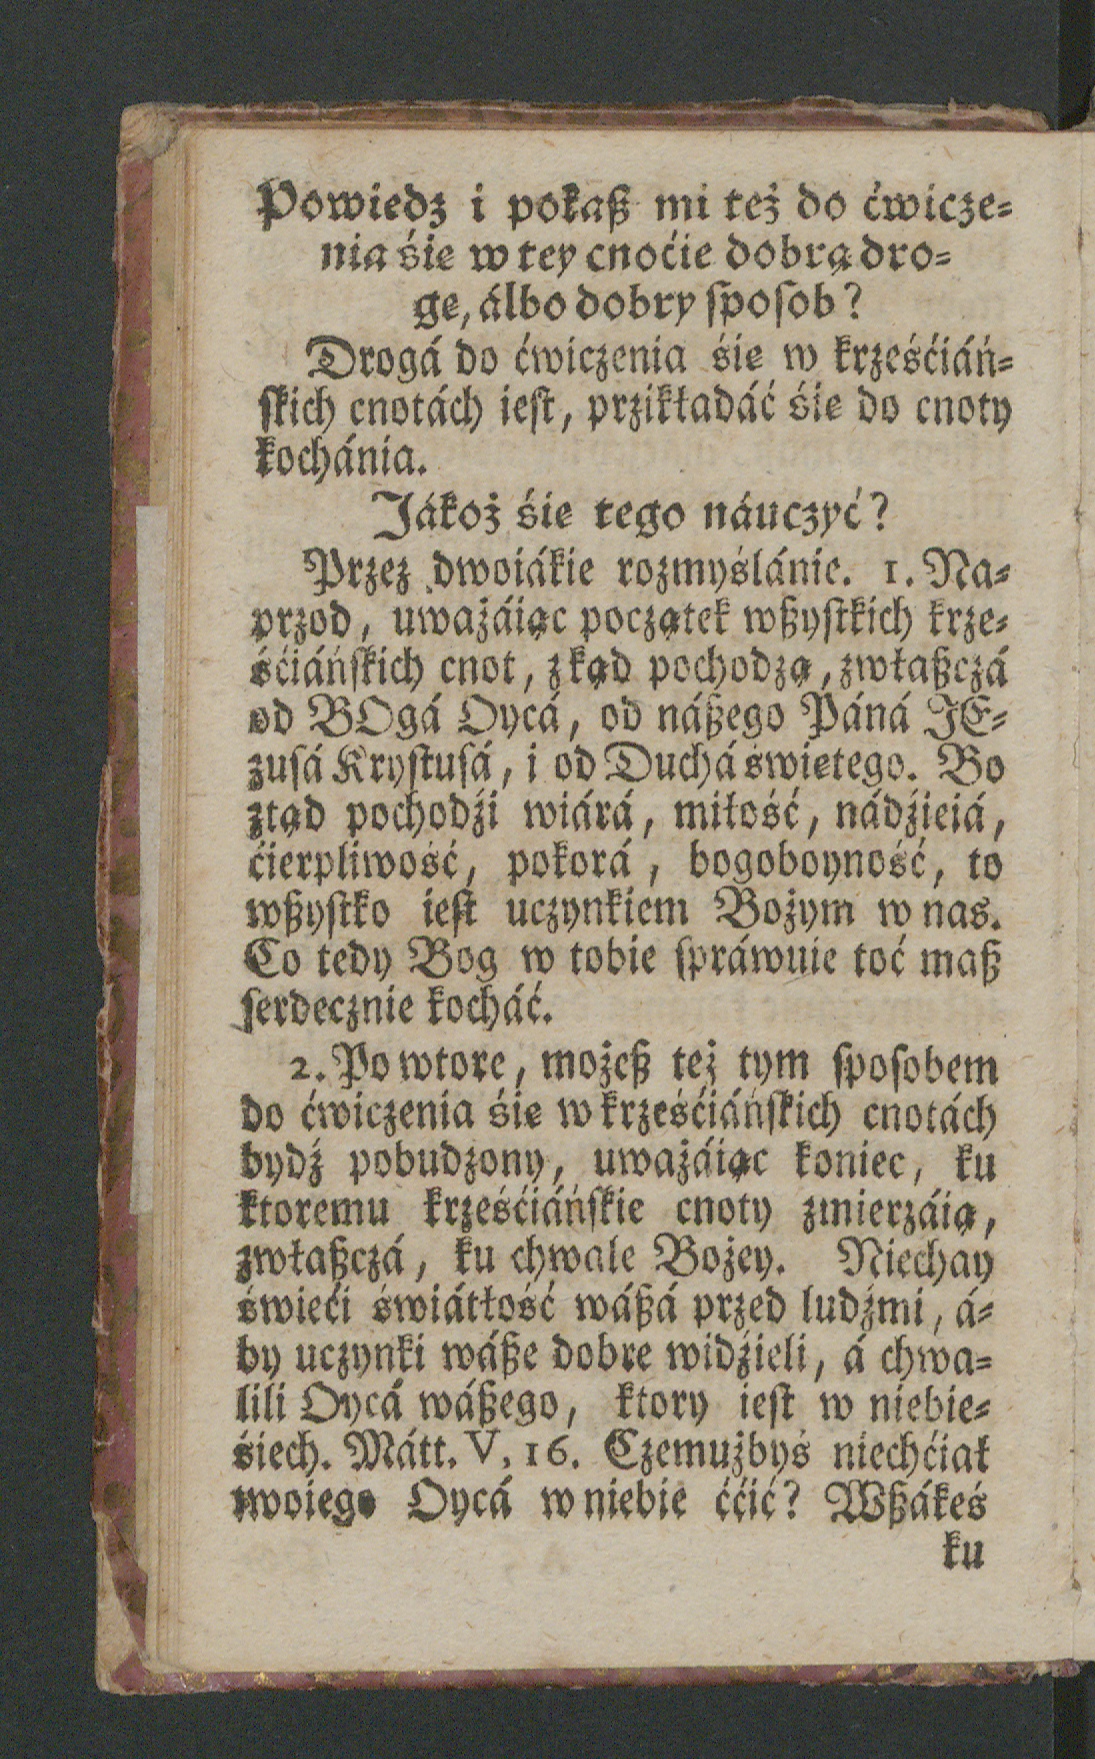 Powiedz i pokaß mi też do ćwicze⸗
nia śie w tey cnoćie dobrą dro⸗
gę, álbo dobry ſpoſob?
Drogá do ćwiczenia śie w krześćiáń⸗
ſkich cnotách ieſt, przikładáć śie do cnoty
kochánia.
Jákoż śie tego náuczyć?
Przez dwoiákie rozmyślánie. 1. Na⸗
przod, uważáiąc początek wßyſtkich krze⸗
śćiáńſkich cnot, zkąd pochodzą, zwłaßczá
od BOgá Oycá, od náßego Páná JE⸗
zuſá Kryſtuſá, i od Duchá świetego. Bo
ztąd pochodźi wiárá, miłość, nádźieiá,
ćierpliwość, pokorá, bogoboyność, to
wßyſtko ieſt uczynkiem Bożym w nas.
Co tedy Bog w tobie ſpráwuie toć maß
ſerdecznie kocháć.
2. Po wtore, możeß też tym ſpoſobem
do ćwiczenia śie w krześćiáńſkich cnotách
bydź pobudzony, uważáiąc koniec, ku
ktoremu krześćiáńſkie cnoty zmierzáią,
zwłaßczá, ku chwale Bożey. Niechay
świeći świátłość wáßá przed ludźmi, á⸗
by uczynki wáße dobre widźieli, á chwa⸗
lili Oycá wáßego, ktory ieſt w niebie⸗
śiech. Mátt. V, 16. Czemużbyś niechćiał
twoiego Oycá w niebie ććić? Wßákeś
ku